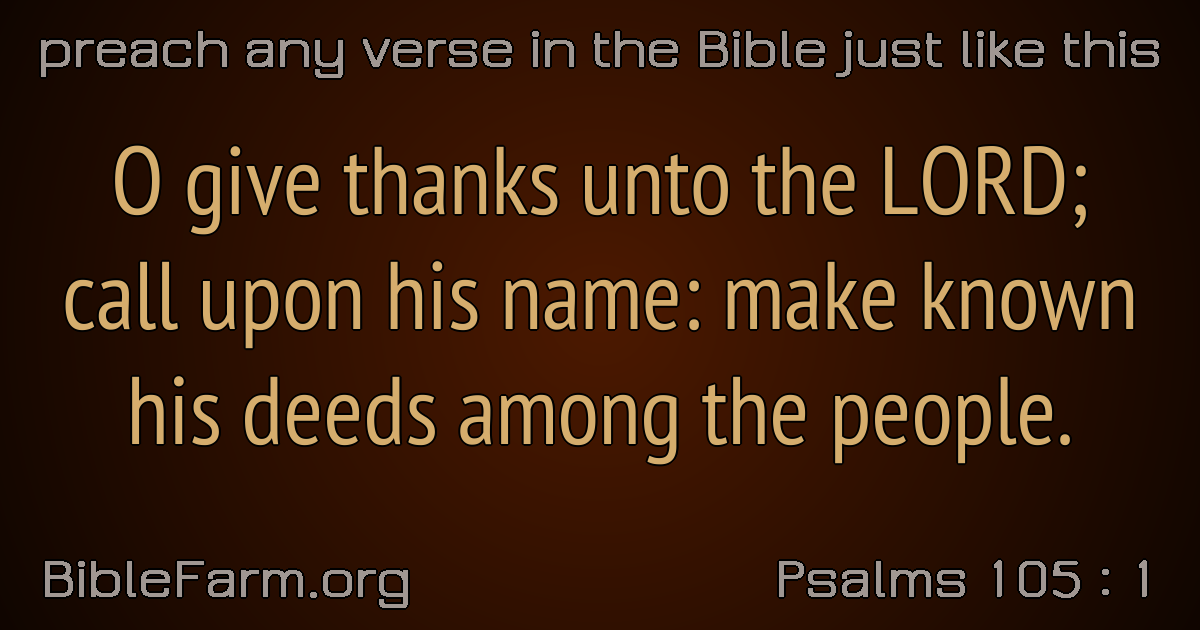 preach any verse in the Bible just like this
O give thanks unto the LORD;
call upon his name: make known
his deeds among the people.
BibleFarm.org
Psalms 105 : 1